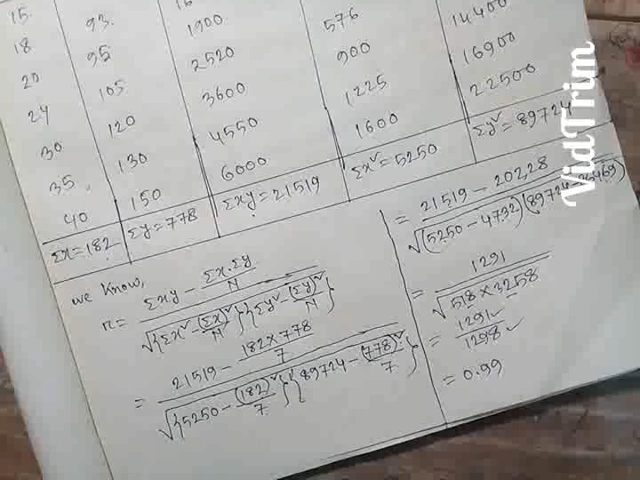 15 93
18 95 1900 576 14400
20 105 2520 900 16900
24 120 3600 1225 22500
30 130 4550 1600
35 150 6000
40
Σx=182 Σy=778 Σxy=21519 Σx²=5250 Σy²=89724
we know,
r = Σxy - Σx.Σy/N / √{Σx²-(Σx)²/N}{Σy²-(Σy)²/N}
= 21519 - 182×778/7 / √{5250-(182)²/7}{89724-(778)²/7}
= 21519 - 20228 / √(5250-4732)(89724-86469)
= 1291 / √518×3258
= 1291 / 1298
= 0.99
VidTrim